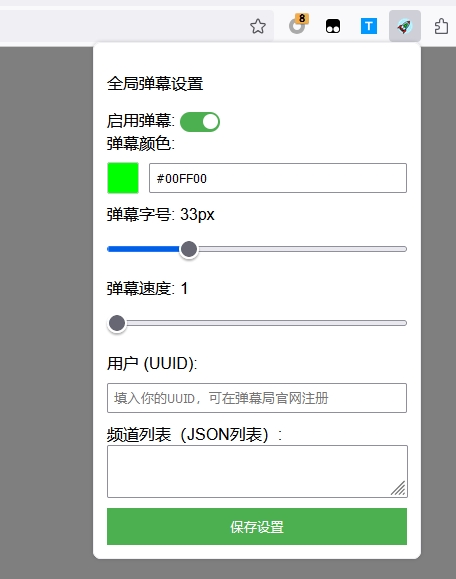 8
T
全局弹幕设置
启用弹幕:
弹幕颜色:
#00FF00
弹幕字号: 33px
弹幕速度: 1
用户 (UUID):
填入你的UUID，可在弹幕局官网注册
频道列表（JSON列表）:
保存设置